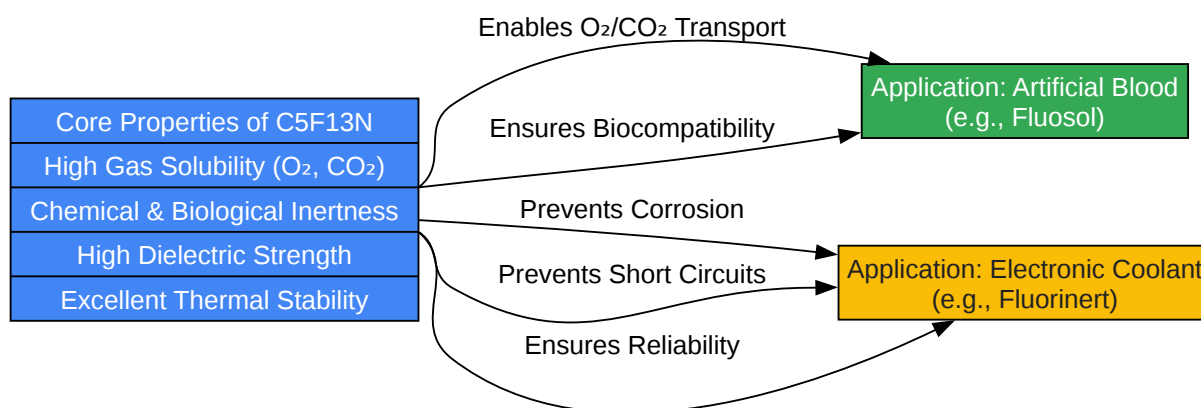 Enables O₂/CO₂ Transport
Application: Artificial Blood
(e.g., Fluosol)
Core Properties of C5F13N
High Gas Solubility (O₂, CO₂)
Chemical & Biological Inertness
High Dielectric Strength
Excellent Thermal Stability
Ensures Biocompatibility
Prevents Corrosion
Prevents Short Circuits
Ensures Reliability
Application: Electronic Coolant
(e.g., Fluorinert)